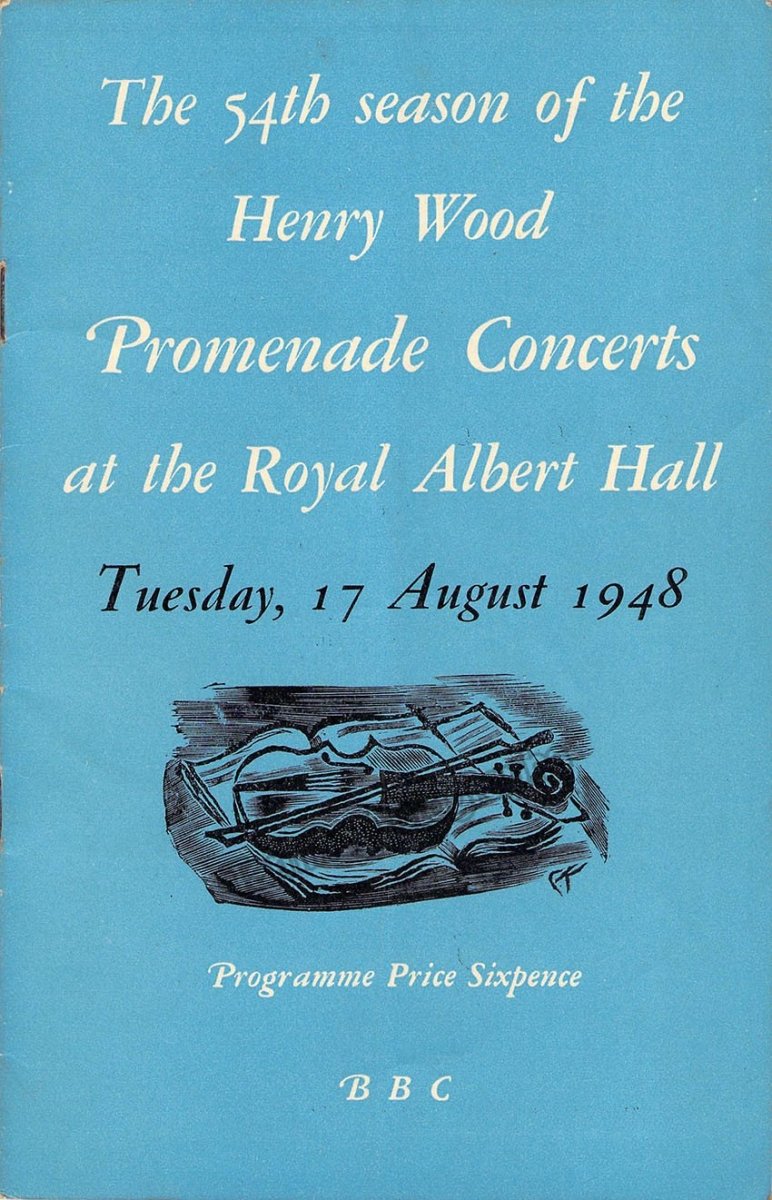 The 54th season of the
Henry Wood
Promenade Concerts
at the Royal Albert Hall
Tuesday, 17 August 1948
Programme Price Sixpence
B B C